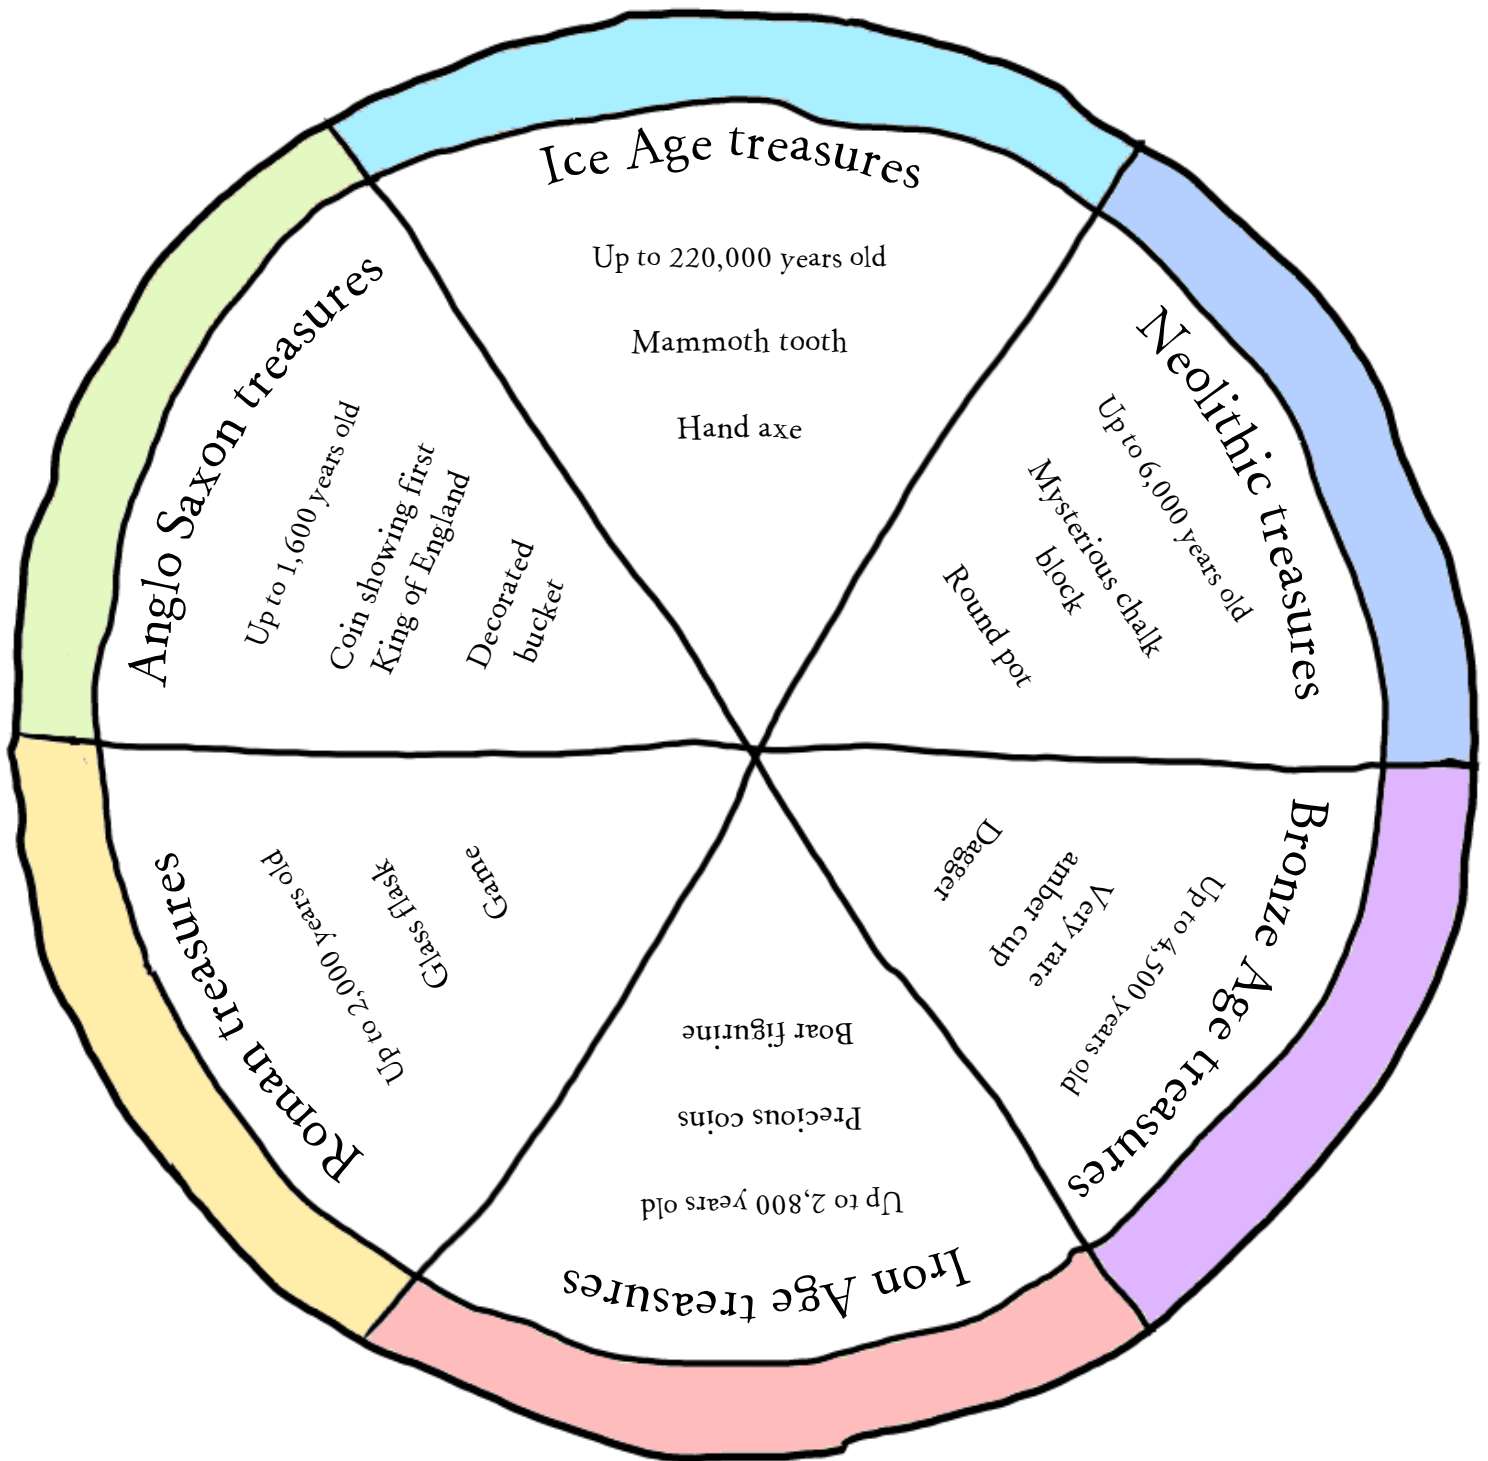 Ice Age treasures
Up to 220,000 years old
Mammoth tooth
Hand axe
Neolithic treasures
Up to 6,000 years old
Mysterious chalk
block
Round pot
Bronze Age treasures
Up to 4,500 years old
Very rare
amber cup
Dagger
Iron Age treasures
Up to 2,800 years old
Precious coins
Boar figurine
Roman treasures
Up to 2,000 years old
Glass flask
Game
Anglo Saxon treasures
Up to 1,600 years old
Coin showing first
King of England
Decorated
bucket